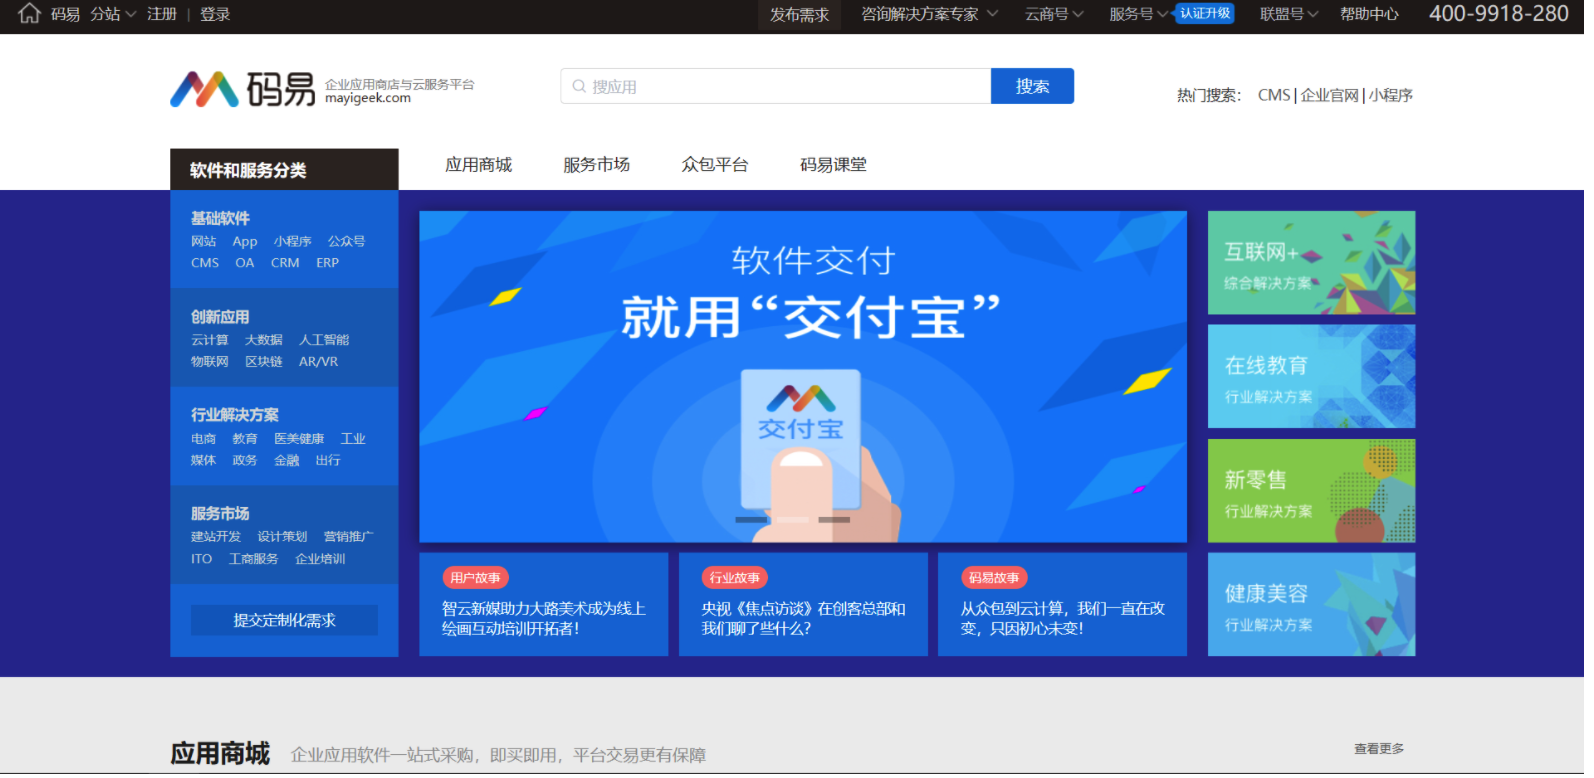 码易 分站 注册 | 登录 发布需求 咨询解决方案专家 云商号 服务号 认证升级 联盟号 帮助中心 400-9918-280
码易 企业应用商店与云服务平台
mayigeek.com
搜应用 搜索
热门搜索： CMS | 企业官网 | 小程序
软件和服务分类 应用商城 服务市场 众包平台 码易课堂
基础软件
网站 App 小程序 公众号
CMS OA CRM ERP
创新应用
云计算 大数据 人工智能
物联网 区块链 AR/VR
行业解决方案
电商 教育 医美健康 工业
媒体 政务 金融 出行
服务市场
建站开发 设计策划 营销推广
ITO 工商服务 企业培训
提交定制化需求
软件交付
就用“交付宝”
交付宝
互联网+
综合解决方案
在线教育
行业解决方案
新零售
行业解决方案
健康美容
行业解决方案
用户故事
智云新媒助力大路美术成为线上
绘画互动培训开拓者！
行业故事
央视《焦点访谈》在创客总部和
我们聊了些什么？
码易故事
从众包到云计算，我们一直在改
变，只因初心未变！
应用商城 企业应用软件一站式采购，即买即用，平台交易更有保障 查看更多